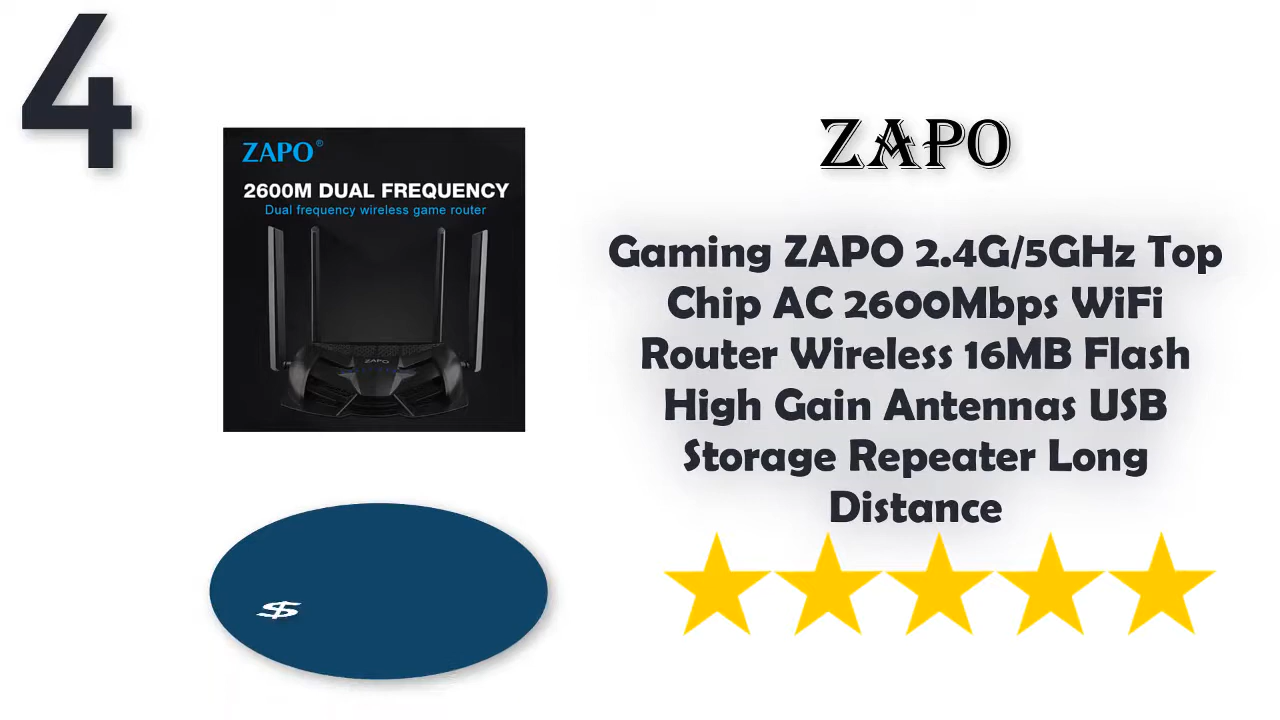 4
ZAPO®
2600M DUAL FREQUENCY
Dual frequency wireless game router
ZAPO
$
ZAPO
Gaming ZAPO 2.4G/5GHz Top
Chip AC 2600Mbps WiFi
Router Wireless 16MB Flash
High Gain Antennas USB
Storage Repeater Long
Distance